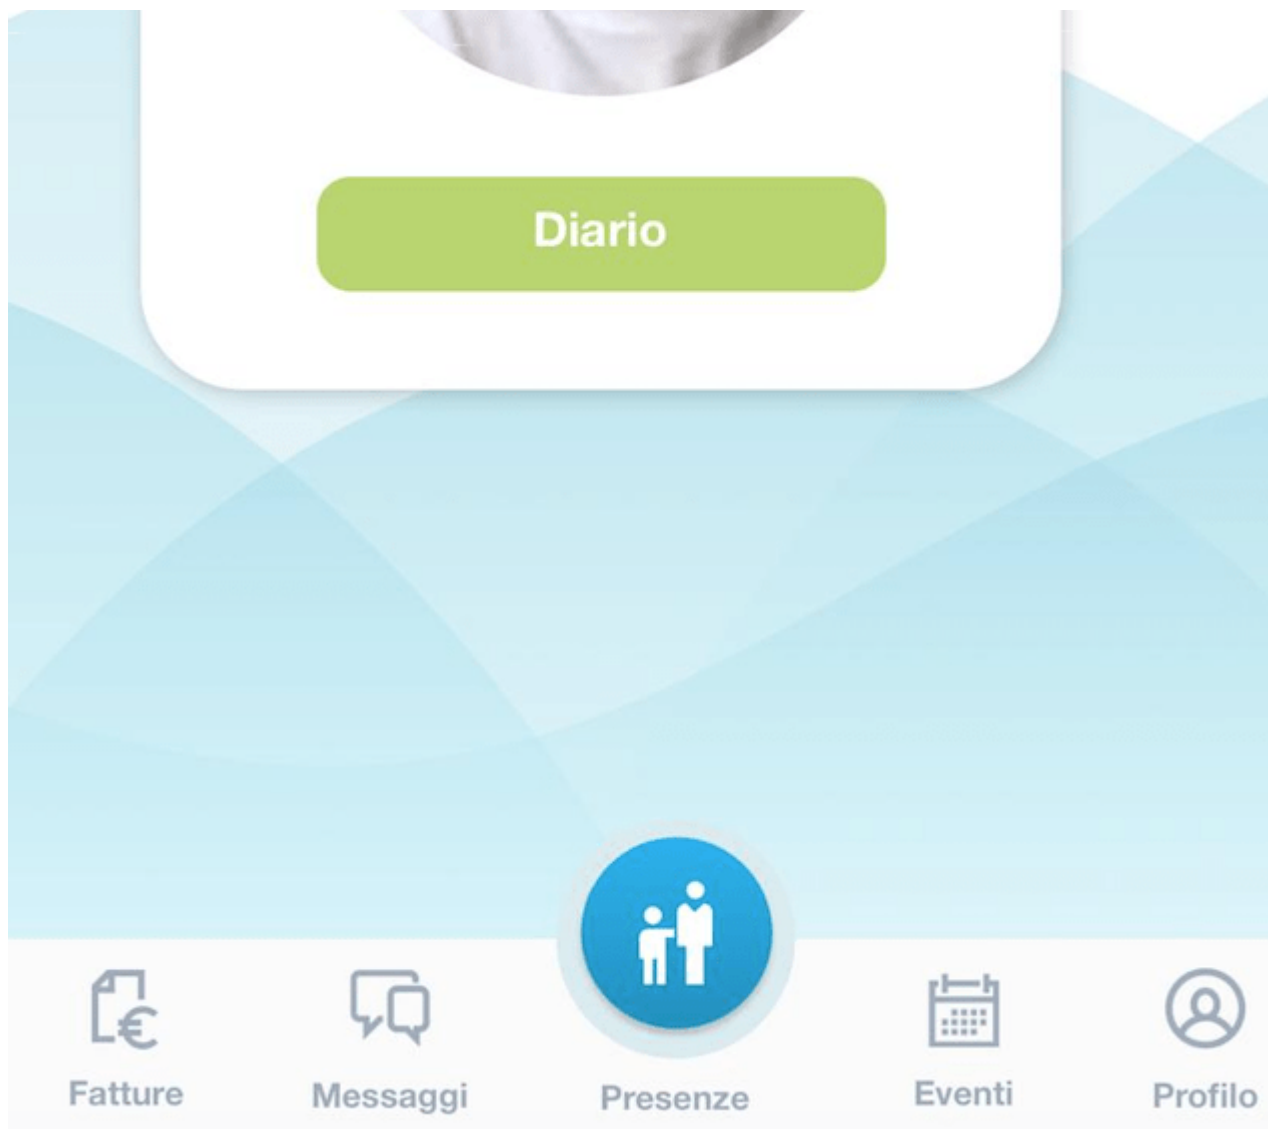 Diario
Fatture
Messaggi
Presenze
Eventi
Profilo